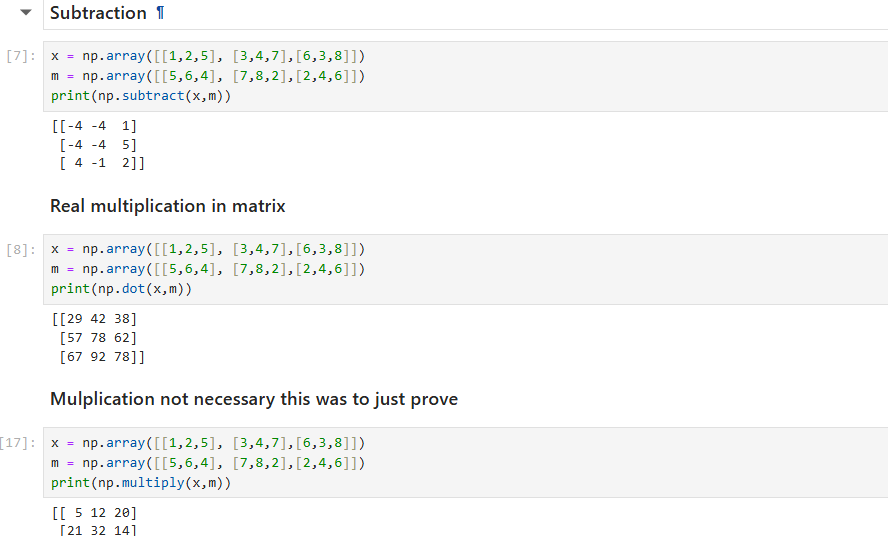 Subtraction ¶
[7]: x = np.array([[1,2,5], [3,4,7],[6,3,8]])
m = np.array([[5,6,4], [7,8,2],[2,4,6]])
print(np.subtract(x,m))
[[-4 -4  1]
 [-4 -4  5]
 [ 4 -1  2]]
Real multiplication in matrix
[8]: x = np.array([[1,2,5], [3,4,7],[6,3,8]])
m = np.array([[5,6,4], [7,8,2],[2,4,6]])
print(np.dot(x,m))
[[29 42 38]
 [57 78 62]
 [67 92 78]]
Mulplication not necessary this was to just prove
[17]: x = np.array([[1,2,5], [3,4,7],[6,3,8]])
m = np.array([[5,6,4], [7,8,2],[2,4,6]])
print(np.multiply(x,m))
[[ 5 12 20]
 [21 32 14]